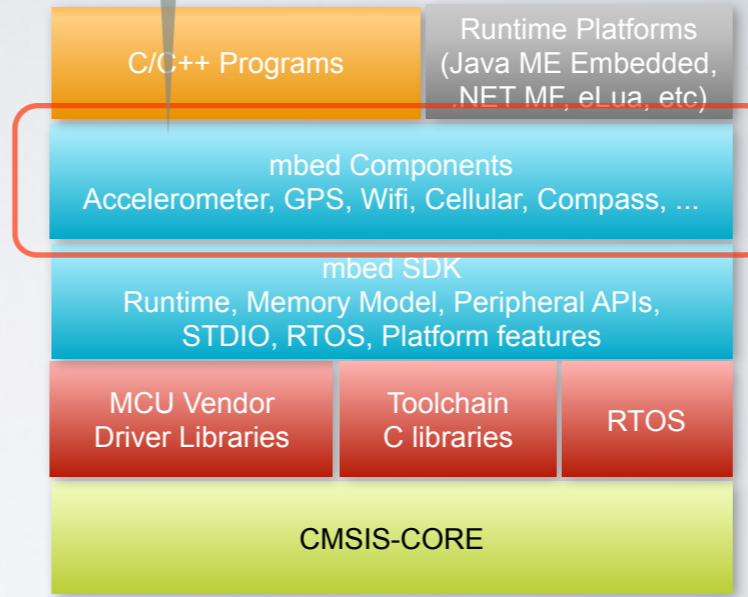 C/C++ Programs
Runtime Platforms
(Java ME Embedded,
.NET MF, eLua, etc)
mbed Components
Accelerometer, GPS, Wifi, Cellular, Compass, ...
mbed SDK
Runtime, Memory Model, Peripheral APIs,
STDIO, RTOS, Platform features
MCU Vendor
Driver Libraries
Toolchain
C libraries
RTOS
CMSIS-CORE